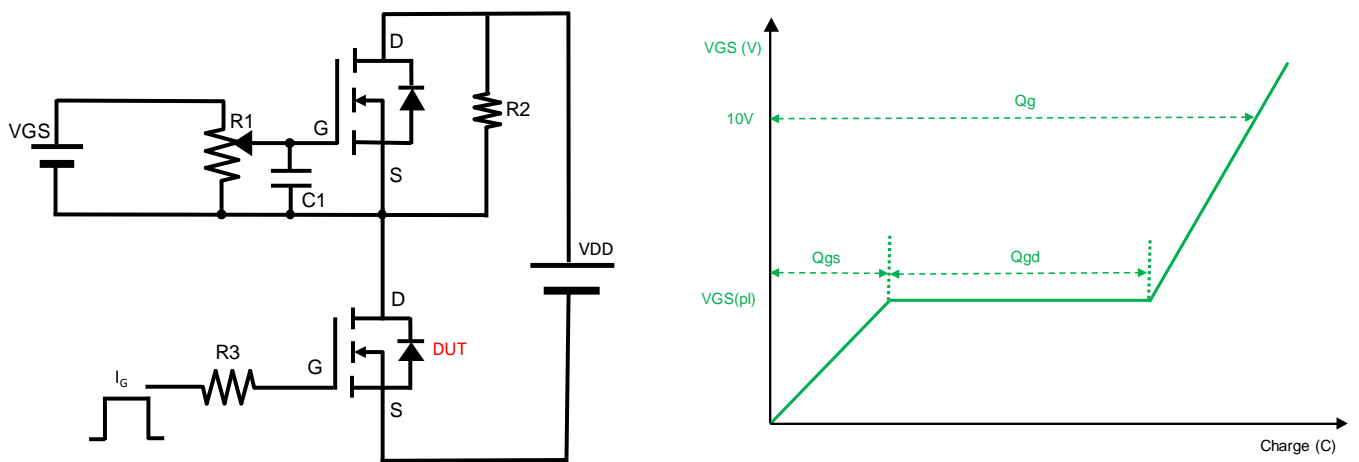 D
VGS
R1
G
R2
S
C1
VDD
D
R3
G
DUT
IG
S
VGS (V)
Qg
10V
Qgs
Qgd
VGS(pl)
Charge (C)